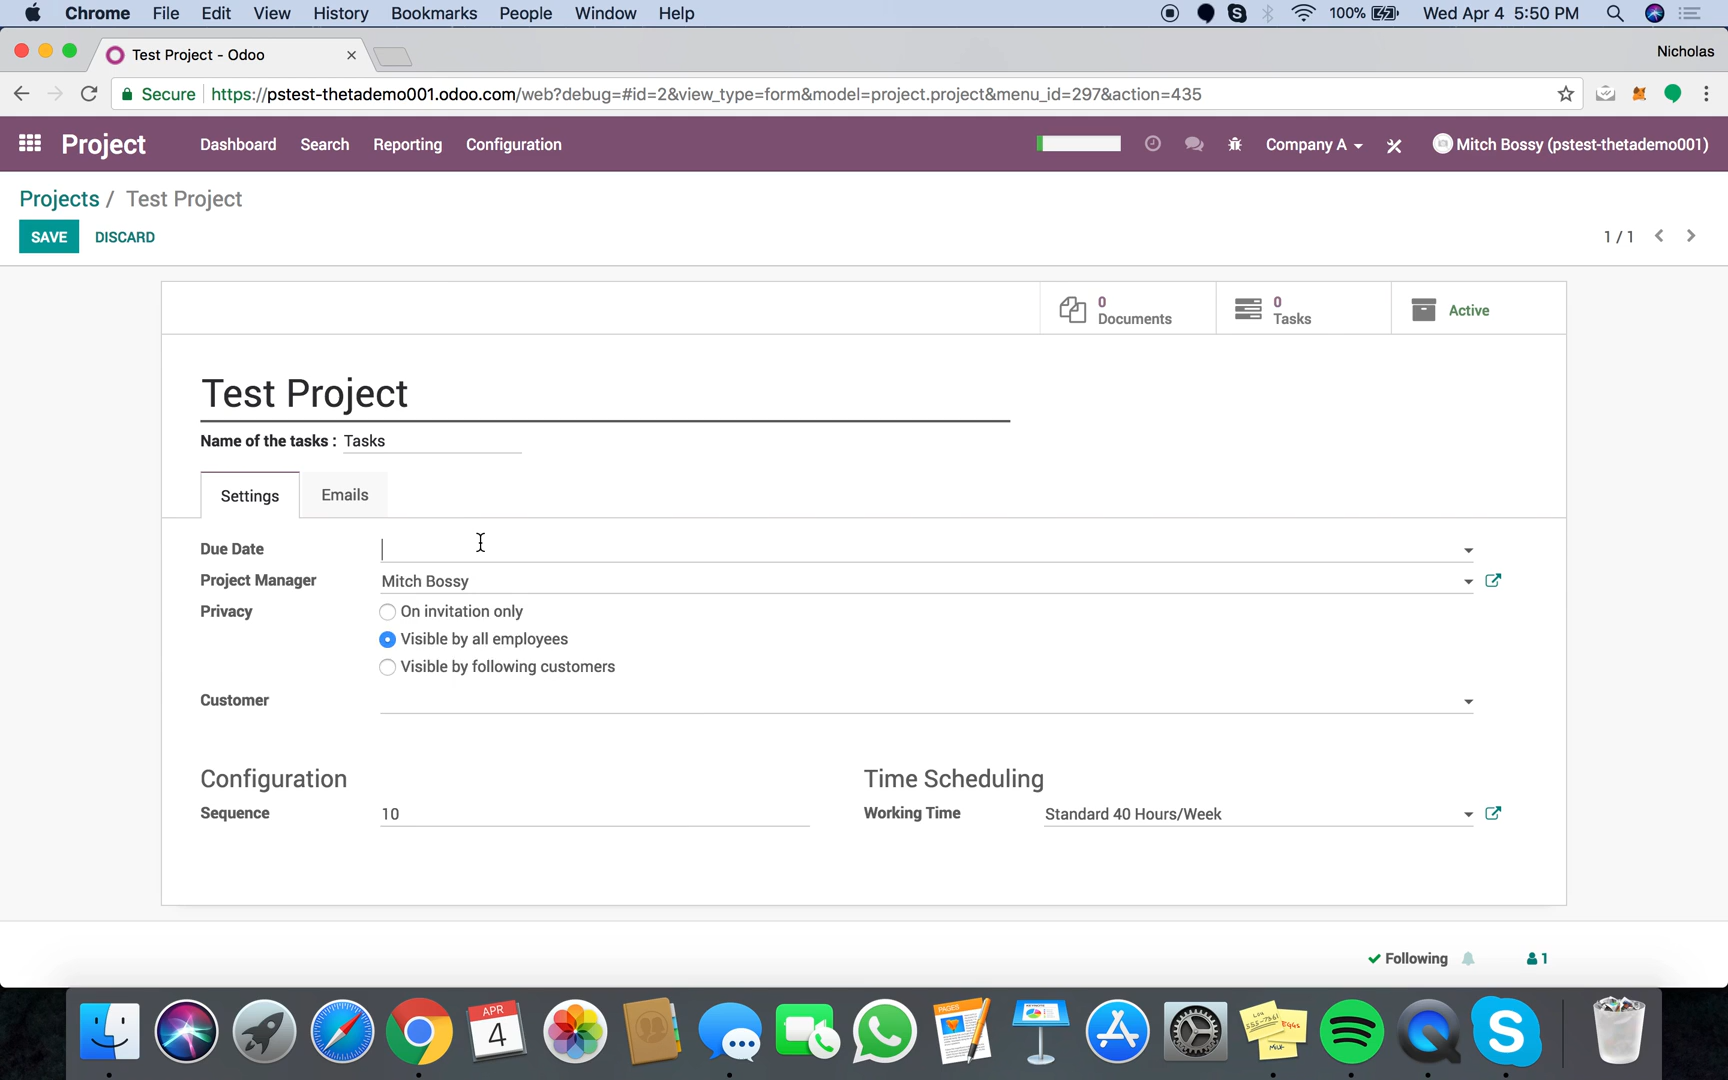 Chrome File Edit View History Bookmarks People Window Help 100% Wed Apr 4 5:50 PM
Test Project - Odoo Nicholas
Secure https://pstest-thetademo001.odoo.com/web?debug=#id=2&view_type=form&model=project.project&menu_id=297&action=435
Project Dashboard Search Reporting Configuration Company A Mitch Bossy (pstest-thetademo001)
Projects / Test Project
SAVE DISCARD 1 / 1
0 Documents
0 Tasks
Active
Test Project
Name of the tasks : Tasks
Settings Emails
Due Date
Project Manager Mitch Bossy
Privacy On invitation only
Visible by all employees
Visible by following customers
Customer
Configuration Time Scheduling
Sequence 10 Working Time Standard 40 Hours/Week
Following 1
APR
4
PAGES
EGGS
MILK